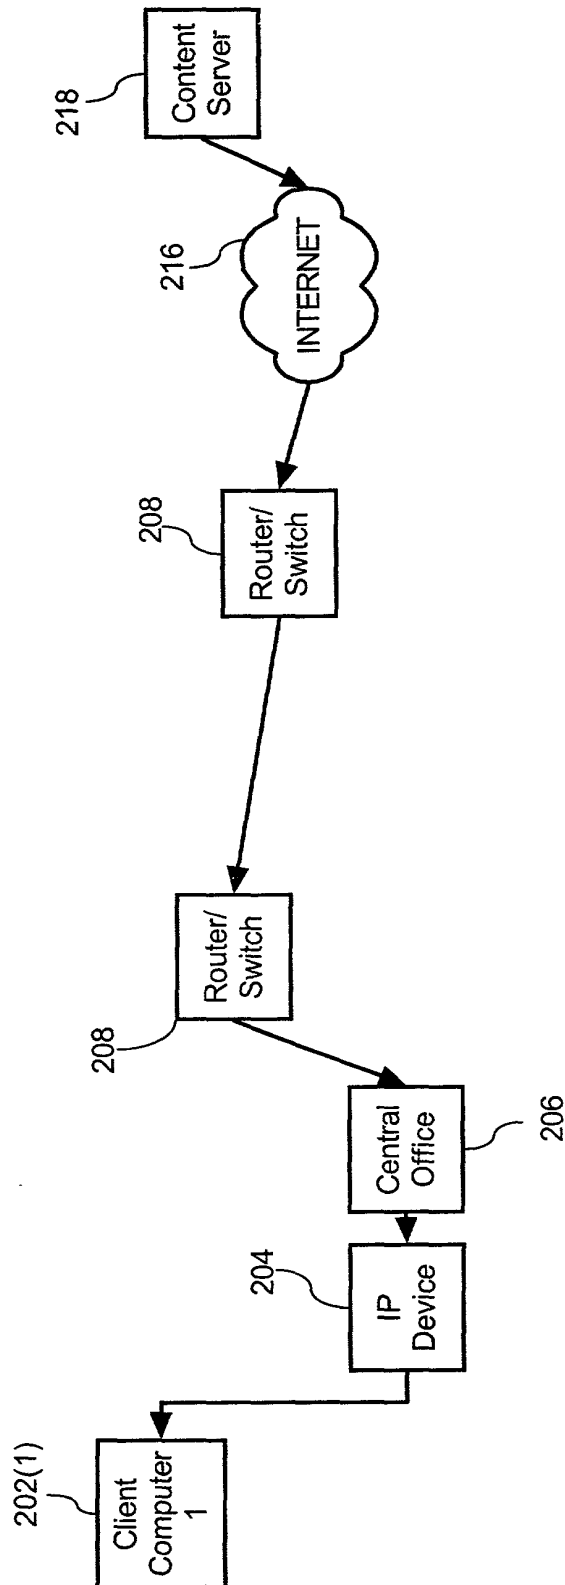 202(1)
Client
Computer
1
204
IP
Device
Central
Office
206
208
Router/
Switch
208
Router/
Switch
216
INTERNET
218
Content
Server